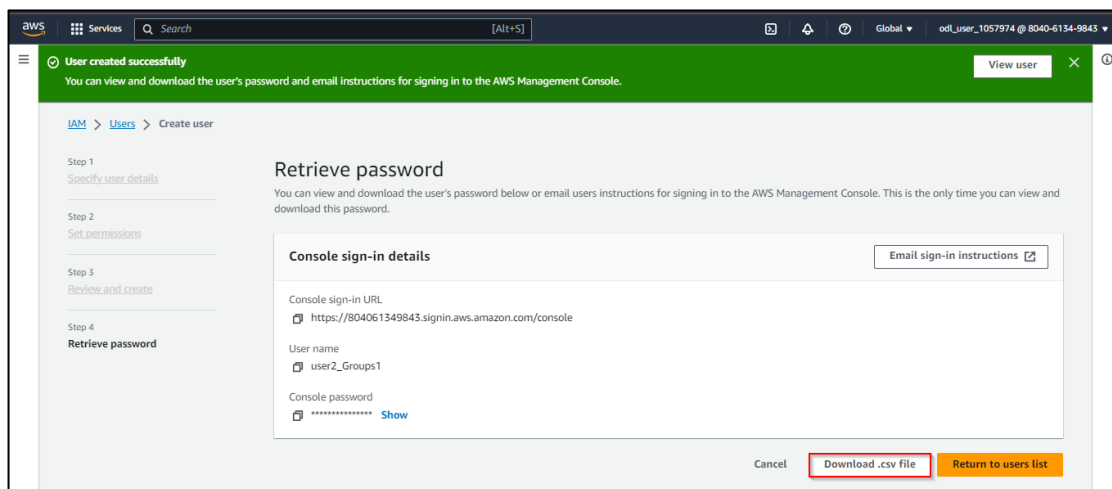 aws
Services
Search
[Alt+S]
Global
odl_user_1057974 @ 8040-6134-9843
User created successfully
You can view and download the user's password and email instructions for signing in to the AWS Management Console.
View user
IAM > Users > Create user
Step 1
Specify user details
Step 2
Set permissions
Step 3
Review and create
Step 4
Retrieve password
Retrieve password
You can view and download the user's password below or email users instructions for signing in to the AWS Management Console. This is the only time you can view and
download this password.
Console sign-in details
Email sign-in instructions
Console sign-in URL
https://804061349843.signin.aws.amazon.com/console
User name
user2_Groups1
Console password
*************** Show
Cancel
Download .csv file
Return to users list